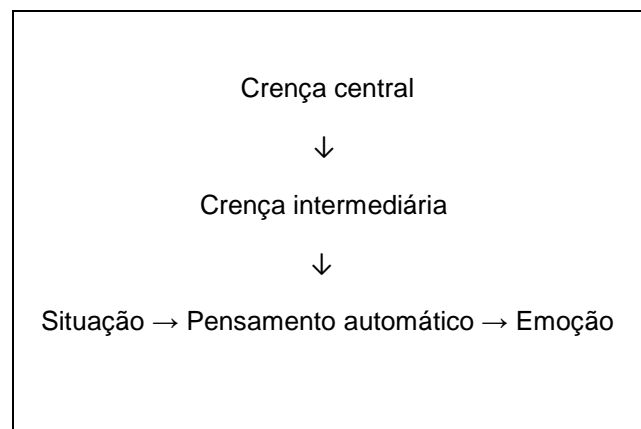 Crença central
↓
Crença intermediária
↓
Situação → Pensamento automático → Emoção